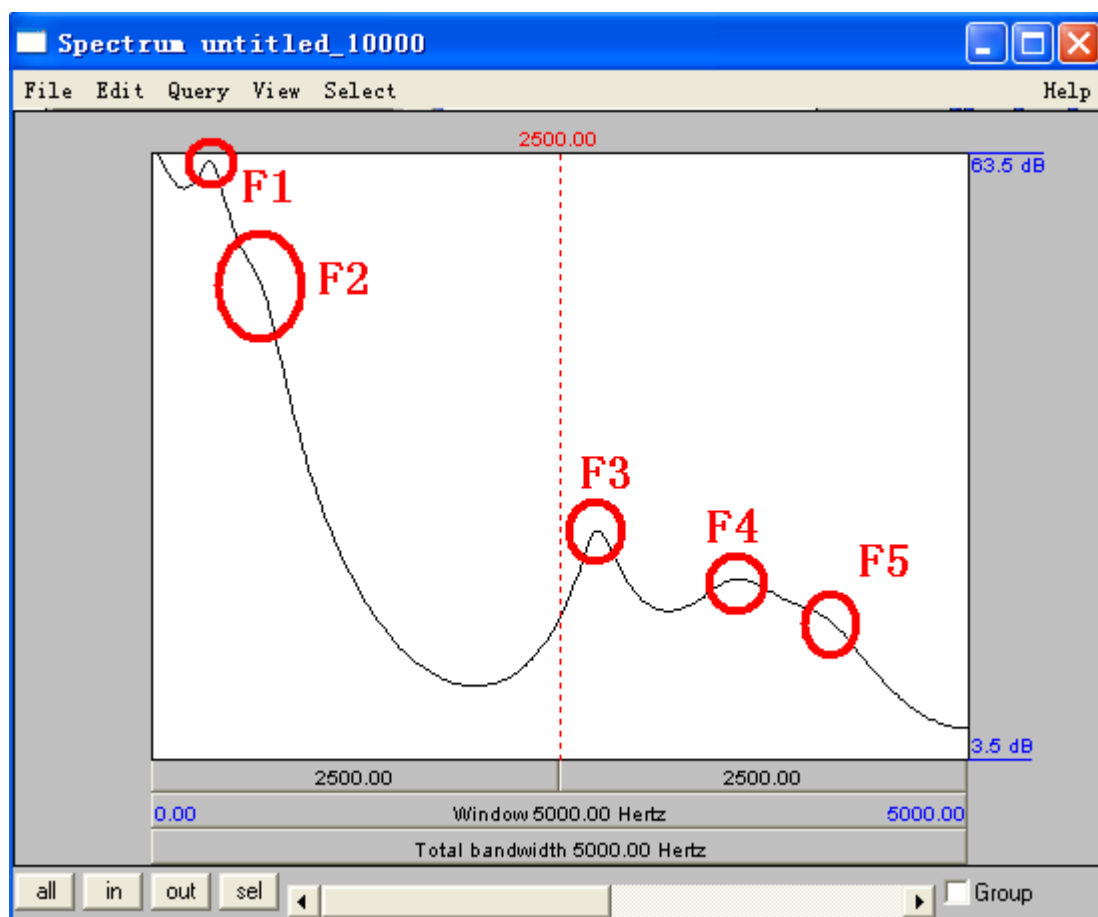 Spectrum untitled_10000
File Edit Query View Select Help
2500.00
63.5 dB
F1
F2
F3
F4
F5
3.5 dB
2500.00 2500.00
0.00 Window 5000.00 Hertz 5000.00
Total bandwidth 5000.00 Hertz
all in out sel Group